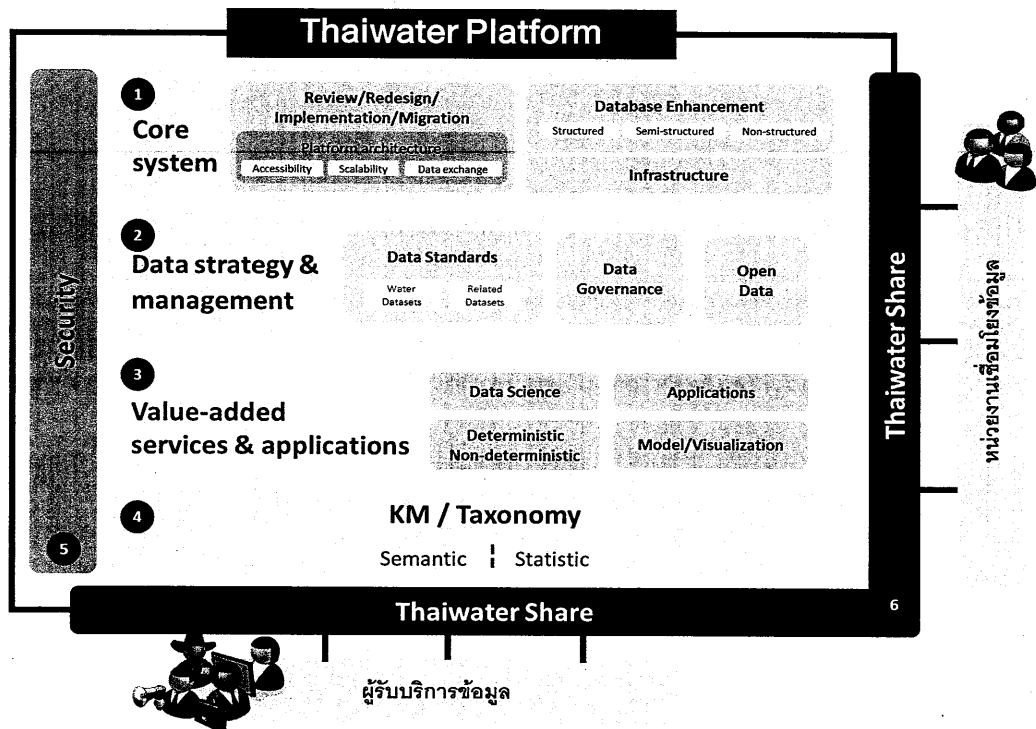 Thaiwater Platform
1
Core
system
Review/Redesign/
Implementation/Migration
Platform architecture
Accessibility
Scalability
Data exchange
Database Enhancement
Structured
Semi-structured
Non-structured
Infrastructure
2
Data strategy &
management
Data Standards
Water
Datasets
Related
Datasets
Data
Governance
Open
Data
3
Value-added
services & applications
Data Science
Applications
Deterministic
Non-deterministic
Model/Visualization
4
KM / Taxonomy
Semantic
Statistic
Security
5
Thaiwater Share
6
Thaiwater Share
หน่วยงานเชื่อมโยงข้อมูล
ผู้รับบริการข้อมูล